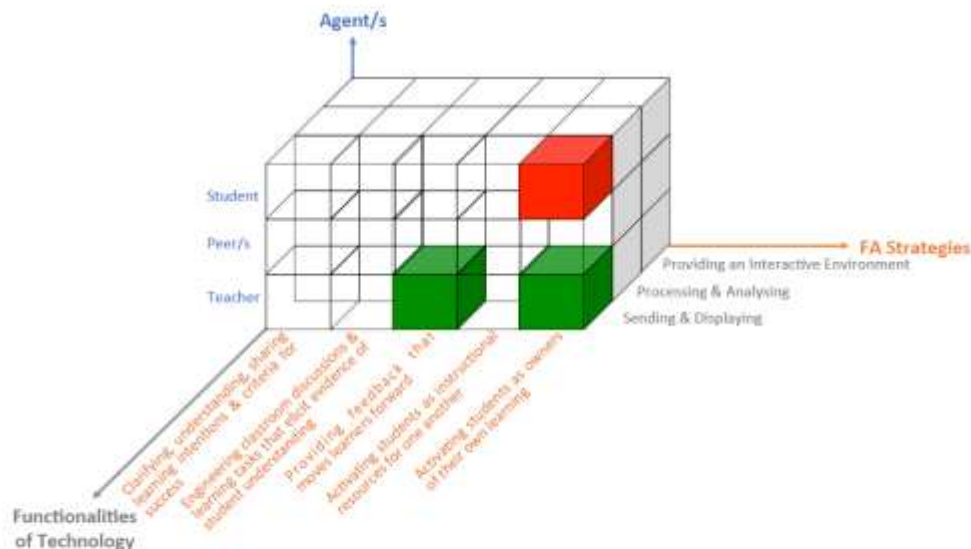 Agent/s
Student
Peer/s
Teacher
FA Strategies
Providing an Interactive Environment
Processing & Analysing
Sending & Displaying
Clarifying, understanding, sharing
learning intentions & criteria for
success
Engineering classroom discussions &
learning tasks that elicit evidence of
student understanding
Providing feedback that
moves learners forward
Activating students as instructional
resources for one another
Activating students as owners
of their own learning
Functionalities
of Technology